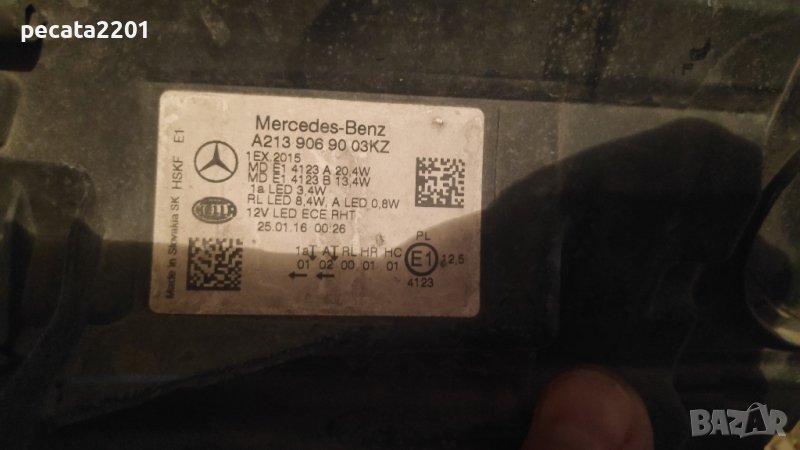 pecata2201
Mercedes-Benz
A213 906 90 03KZ
1EX.2015
MD E1 4123 A 20,4W
MD E1 4123 B 13,4W
1a LED 3,4W
RL LED 8,4W, A LED 0,8W
12V LED ECE RHT
25.01.16 00:26
Made in Slovakia SK HSKF E1
1a A RL HR HC
01 02 00 01 01
PL
E1
12,5
4123
BAZAR